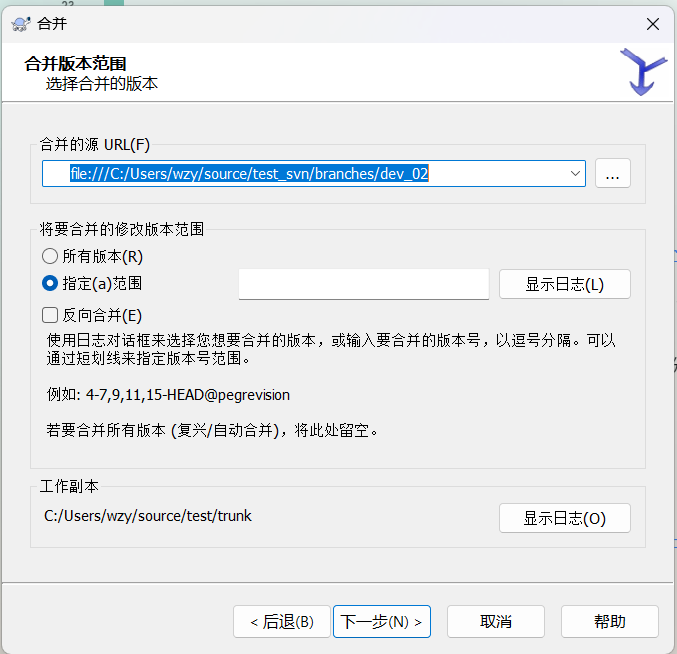 合并
合并版本范围
选择合并的版本
合并的源 URL(F)
file:///C:/Users/wzy/source/test_svn/branches/dev_02
...
将要合并的修改版本范围
所有版本(R)
指定(a)范围
显示日志(L)
反向合并(E)
使用日志对话框来选择您想要合并的版本，或输入要合并的版本号，以逗号分隔。可以
通过短划线来指定版本号范围。
例如: 4-7,9,11,15-HEAD@pegrevision
若要合并所有版本 (复兴/自动合并)，将此处留空。
工作副本
C:/Users/wzy/source/test/trunk
显示日志(O)
< 后退(B)
下一步(N) >
取消
帮助